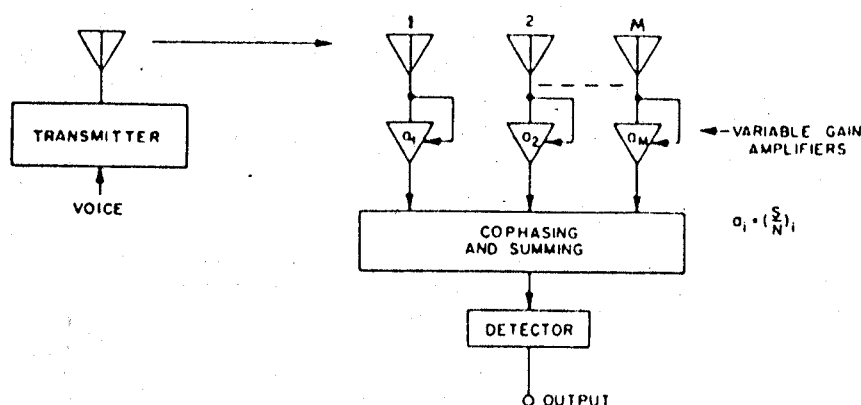 1 2 M
TRANSMITTER
VOICE
a1 a2 aM
VARIABLE GAIN
AMPLIFIERS
COPHASING
AND SUMMING
ai = (S/N)i
DETECTOR
OUTPUT